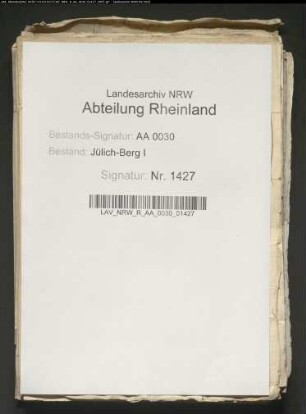 Landesarchiv NRW
Abteilung Rheinland
Bestands-Signatur: AA 0030
Bestand: Jülich-Berg I
Signatur: Nr. 1427
LAV_NRW_R_AA_0030_01427